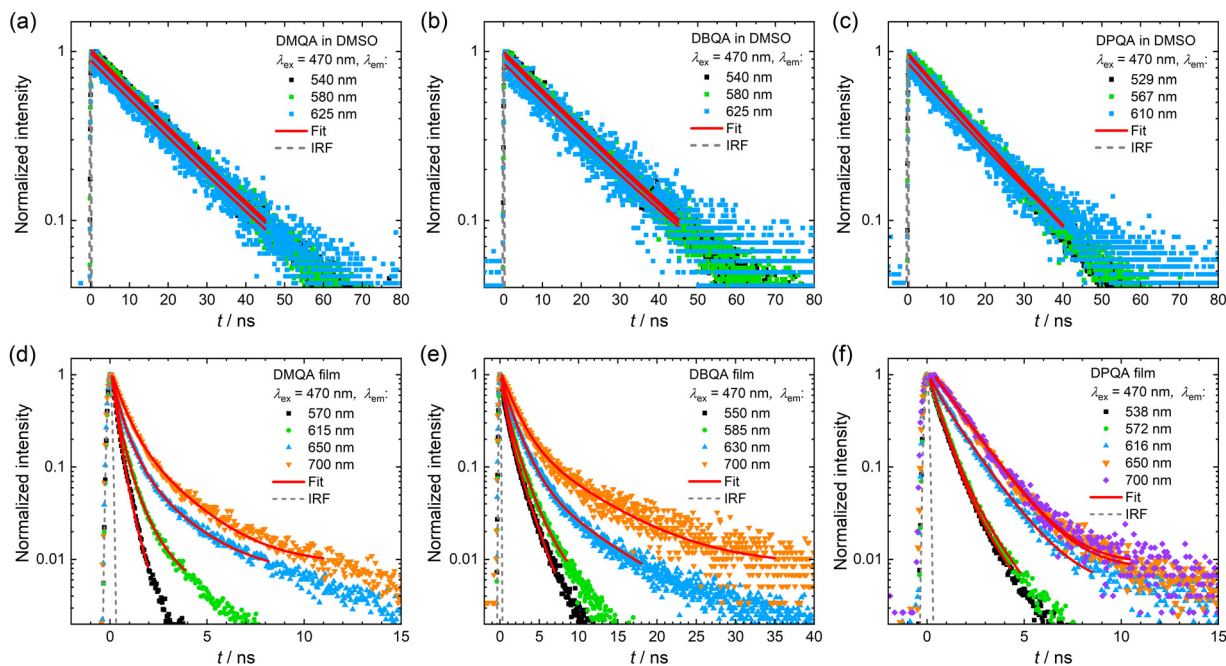 (a)
Normalized intensity
1
0.1
DMQA in DMSO
λex = 470 nm, λem:
540 nm
580 nm
625 nm
Fit
IRF
0 10 20 30 40 50 60 70 80
t / ns
(b)
Normalized intensity
1
0.1
DBQA in DMSO
λex = 470 nm, λem:
540 nm
580 nm
625 nm
Fit
IRF
0 10 20 30 40 50 60 70 80
t / ns
(c)
Normalized intensity
1
0.1
DPQA in DMSO
λex = 470 nm, λem:
529 nm
567 nm
610 nm
Fit
IRF
0 10 20 30 40 50 60 70 80
t / ns
(d)
Normalized intensity
1
0.1
0.01
DMQA film
λex = 470 nm, λem:
570 nm
615 nm
650 nm
700 nm
Fit
IRF
0 5 10 15
t / ns
(e)
Normalized intensity
1
0.1
0.01
DBQA film
λex = 470 nm, λem:
550 nm
585 nm
630 nm
700 nm
Fit
IRF
0 5 10 15 20 25 30 35 40
t / ns
(f)
Normalized intensity
1
0.1
0.01
DPQA film
λex = 470 nm, λem:
538 nm
572 nm
616 nm
650 nm
700 nm
Fit
IRF
0 5 10 15
t / ns